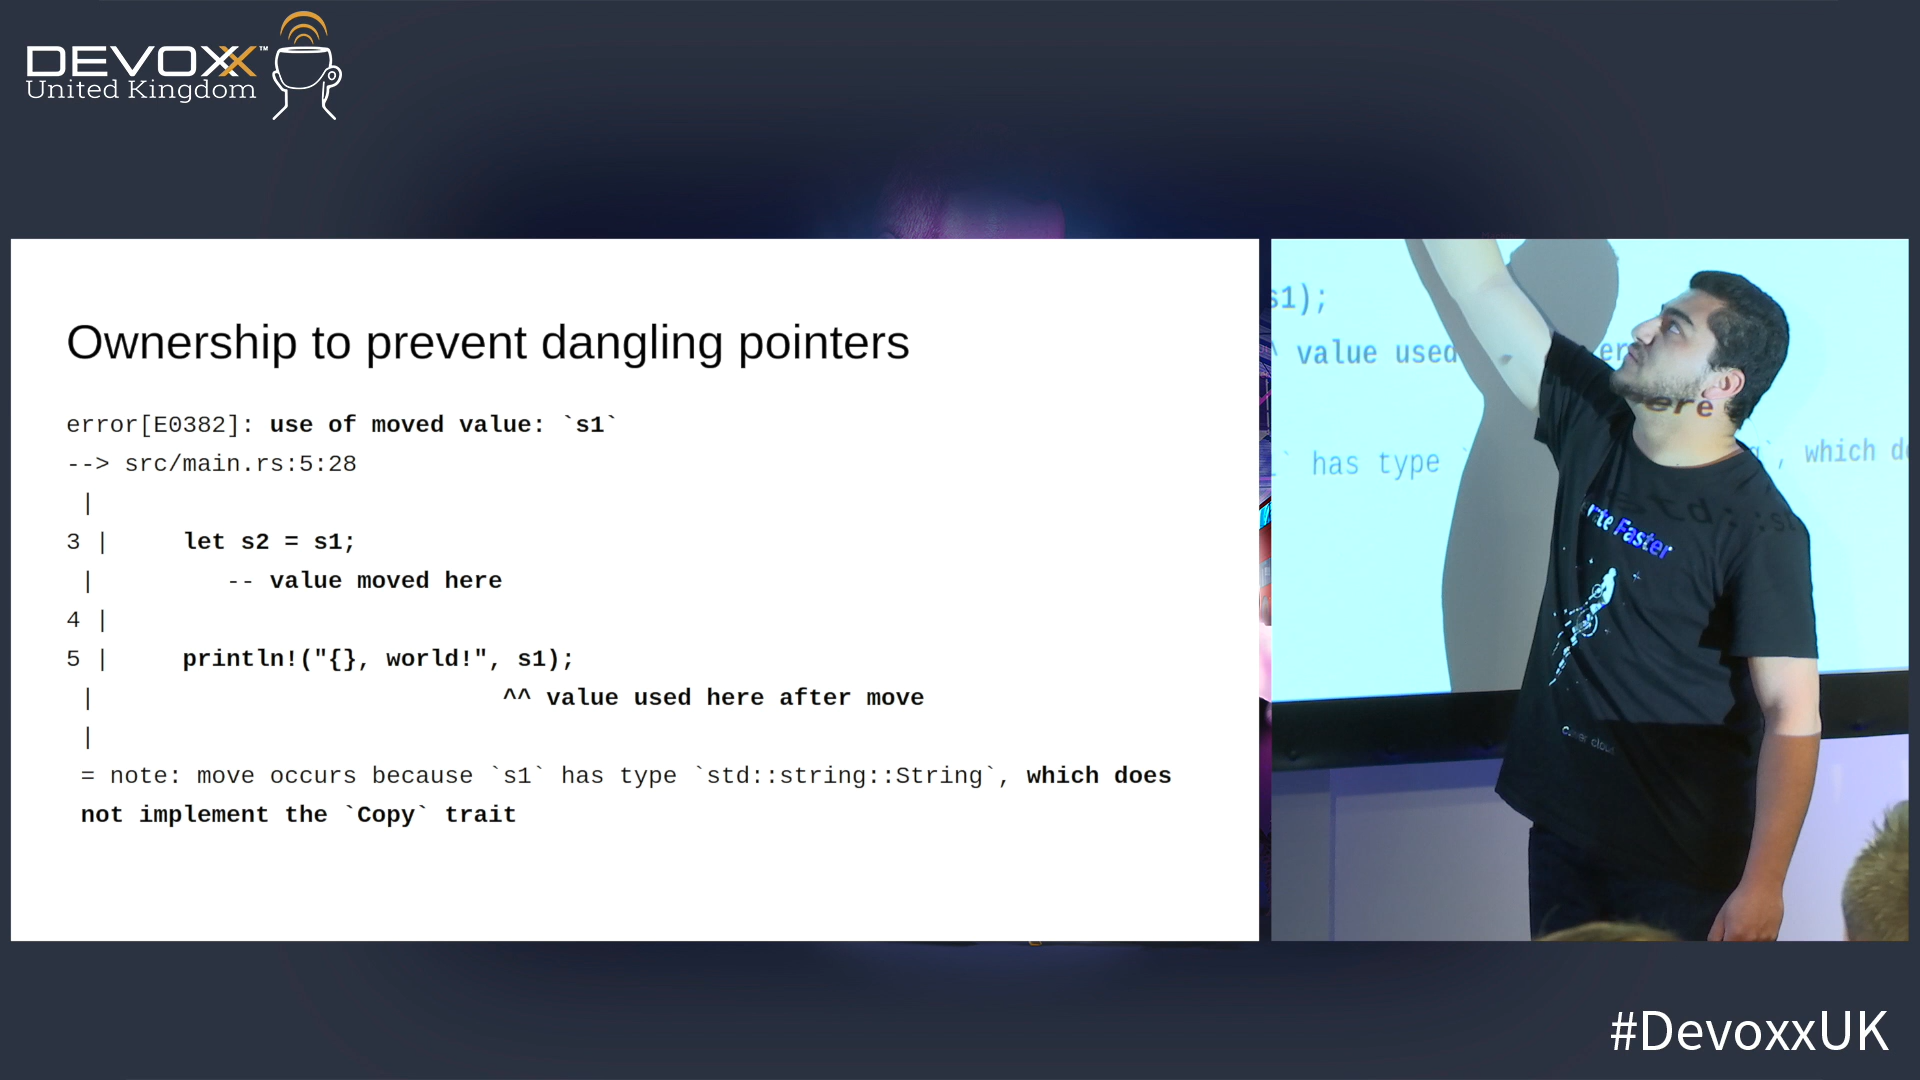 DEVOXX™
United Kingdom
Ownership to prevent dangling pointers
error[E0382]: use of moved value: `s1`
--> src/main.rs:5:28
|
3 | let s2 = s1;
| -- value moved here
4 |
5 | println!("{}, world!", s1);
| ^^ value used here after move
|
= note: move occurs because `s1` has type `std::string::String`, which does
not implement the `Copy` trait
s1);
^ value used
ere
` has type `
`, which d
Faster
#DevoxxUK